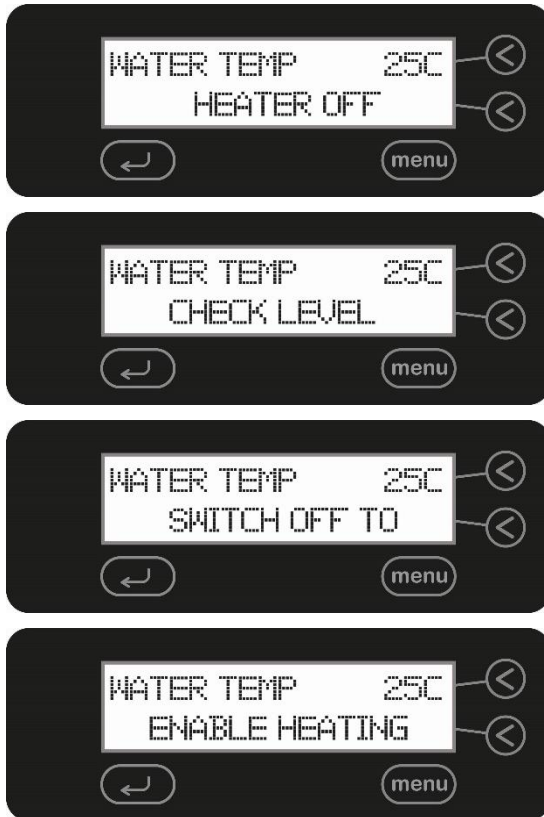 WATER TEMP 25C
HEATER OFF
menu
WATER TEMP 25C
CHECK LEVEL
menu
WATER TEMP 25C
SWITCH OFF TO
menu
WATER TEMP 25C
ENABLE HEATING
menu